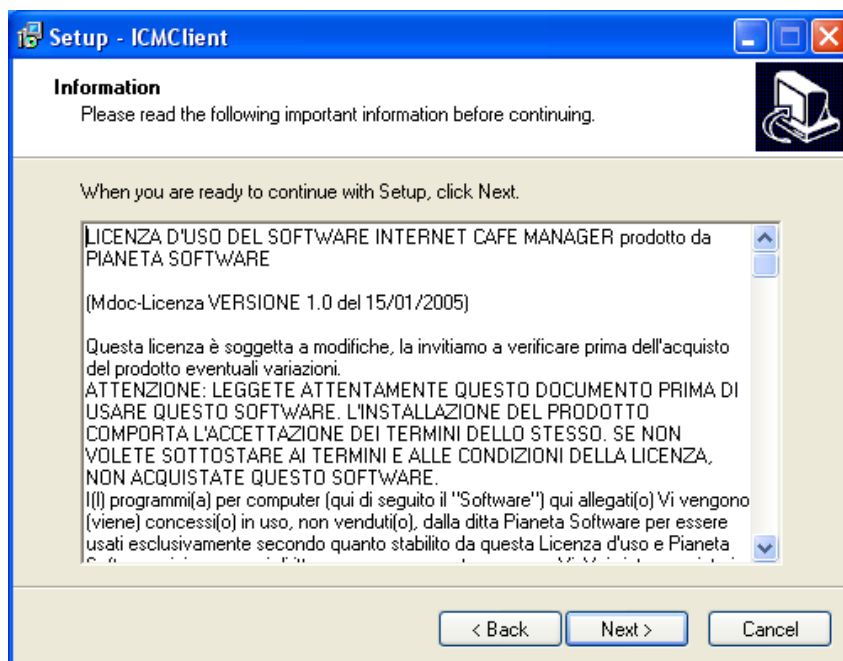 Setup - ICMClient
Information
Please read the following important information before continuing.
When you are ready to continue with Setup, click Next.
LICENZA D'USO DEL SOFTWARE INTERNET CAFE MANAGER prodotto da
PIANETA SOFTWARE
(Mdoc-Licenza VERSIONE 1.0 del 15/01/2005)
Questa licenza è soggetta a modifiche, la invitiamo a verificare prima dell'acquisto
del prodotto eventuali variazioni.
ATTENZIONE: LEGGETE ATTENTAMENTE QUESTO DOCUMENTO PRIMA DI
USARE QUESTO SOFTWARE. L'INSTALLAZIONE DEL PRODOTTO
COMPORTA L'ACCETTAZIONE DEI TERMINI DELLO STESSO. SE NON
VOLETE SOTTOSTARE AI TERMINI E ALLE CONDIZIONI DELLA LICENZA,
NON ACQUISTATE QUESTO SOFTWARE.
I(l) programmi(a) per computer (qui di seguito il "Software") qui allegati(o) Vi vengono
(viene) concessi(o) in uso, non venduti(o), dalla ditta Pianeta Software per essere
usati esclusivamente secondo quanto stabilito da questa Licenza d'uso e Pianeta
< Back
Next >
Cancel